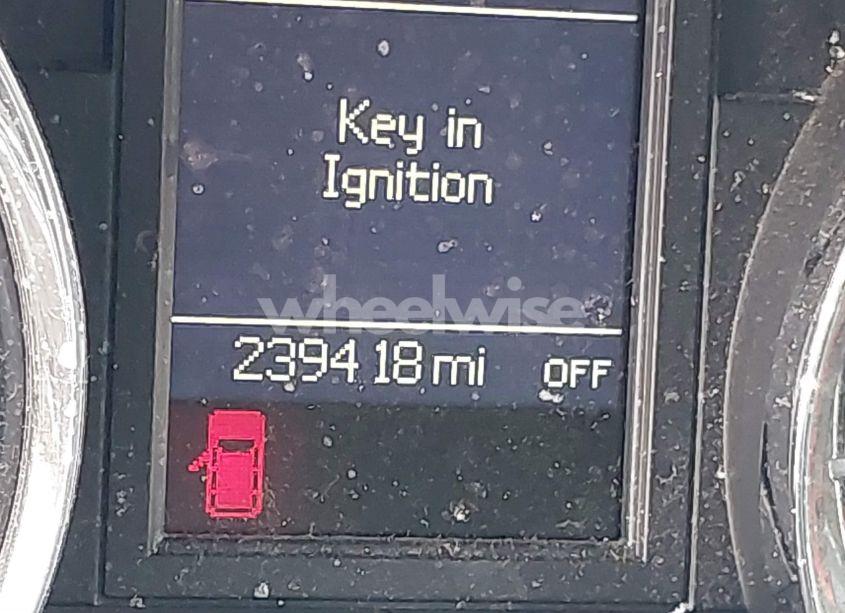 Key in
Ignition
wheelwise
239418 mi OFF